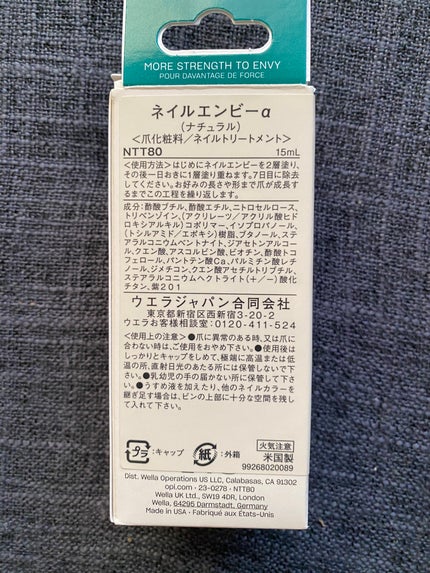 MORE STRENGTH TO ENVY
POUR DAVANTAGE DE FORCE
ネイルエンビーα
(ナチュラル)
<爪化粧料/ネイルトリートメント>
NTT80 15mL
<使用方法>はじめにネイルエンビーを2層塗り、
その後一日おきに1層塗り重ねます。7日目に除去
してください。お好みの長さや形まで爪が成長す
るまでこの工程を繰り返します。
成分:酢酸ブチル、酢酸エチル、ニトロセルロース、
トリベンゾイン、(アクリレーツ/アクリル酸ヒド
ロキシアルキル)コポリマー、イソプロパノール、
(トシルアミド/エポキシ)樹脂、ブタノール、ステ
アラルコニウムベントナイト、ジアセトンアルコー
ル、クエン酸、アスコルビン酸、ビオチン、酢酸ト
コフェロール、パントテン酸Ca、パルミチン酸レチ
ノール、ジメチコン、クエン酸アセチルトリブチル、
ステアラルコニウムヘクトライト(+/−)酸化
チタン、紫201
ウエラジャパン合同会社
東京都新宿区西新宿3-20-2
ウエラお客様相談室:0120-411-524
<使用上の注意>●爪に異常のある時、又は爪に
合わない時は、ご使用をおやめ下さい。●使用後は
しっかりとキャップをしめて、極端に高温または低
温の所、直射日光のあたる所には保管しないで下
さい。●乳幼児の手の届かない所に保管して下さ
い。●うすめ液を加えたり、他のネイルカラーを
継ぎ足す場合は、ビンの上部に十分な空間を残し
て入れて下さい。
プラ :キャップ 紙 :外箱
火気注意
米国製
99268020089
Dist. Wella Operations US LLC, Calabasas, CA 91302
opi.com • 23-0278 • NTT80
Wella UK Ltd., SW19 4DR, London
Wella, 64295 Darmstadt, Germany
Made in USA • Fabriqué aux États-Unis